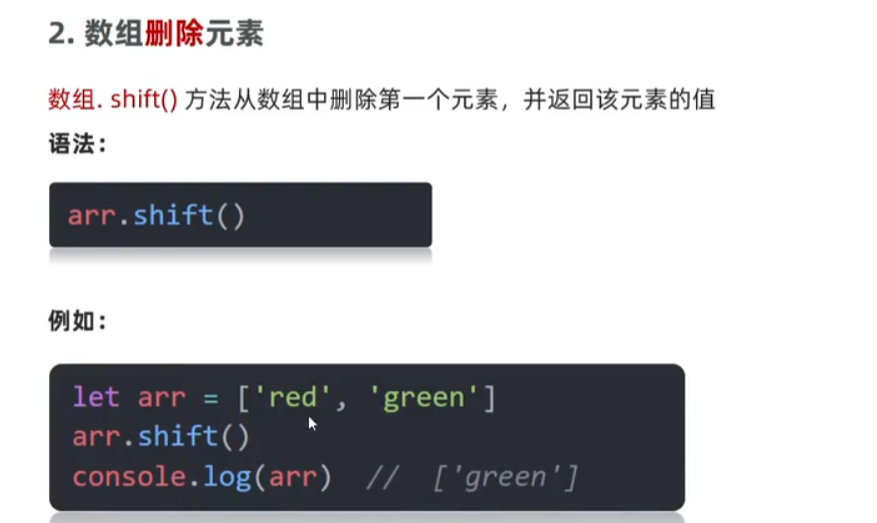 2. 数组删除元素
数组. shift() 方法从数组中删除第一个元素，并返回该元素的值
语法：
arr.shift()
例如：
let arr = ['red', 'green']
arr.shift()
console.log(arr)  //  ['green']